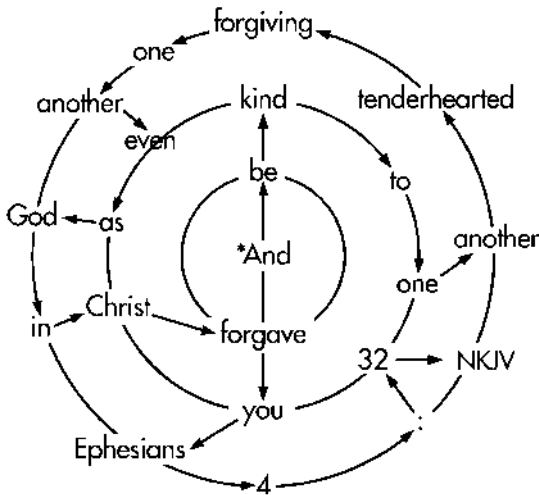 *And
be
kind
to
one
another
tenderhearted
forgiving
one
another
even
as
God
in
Christ
forgave
you
Ephesians
4
:
32
NKJV